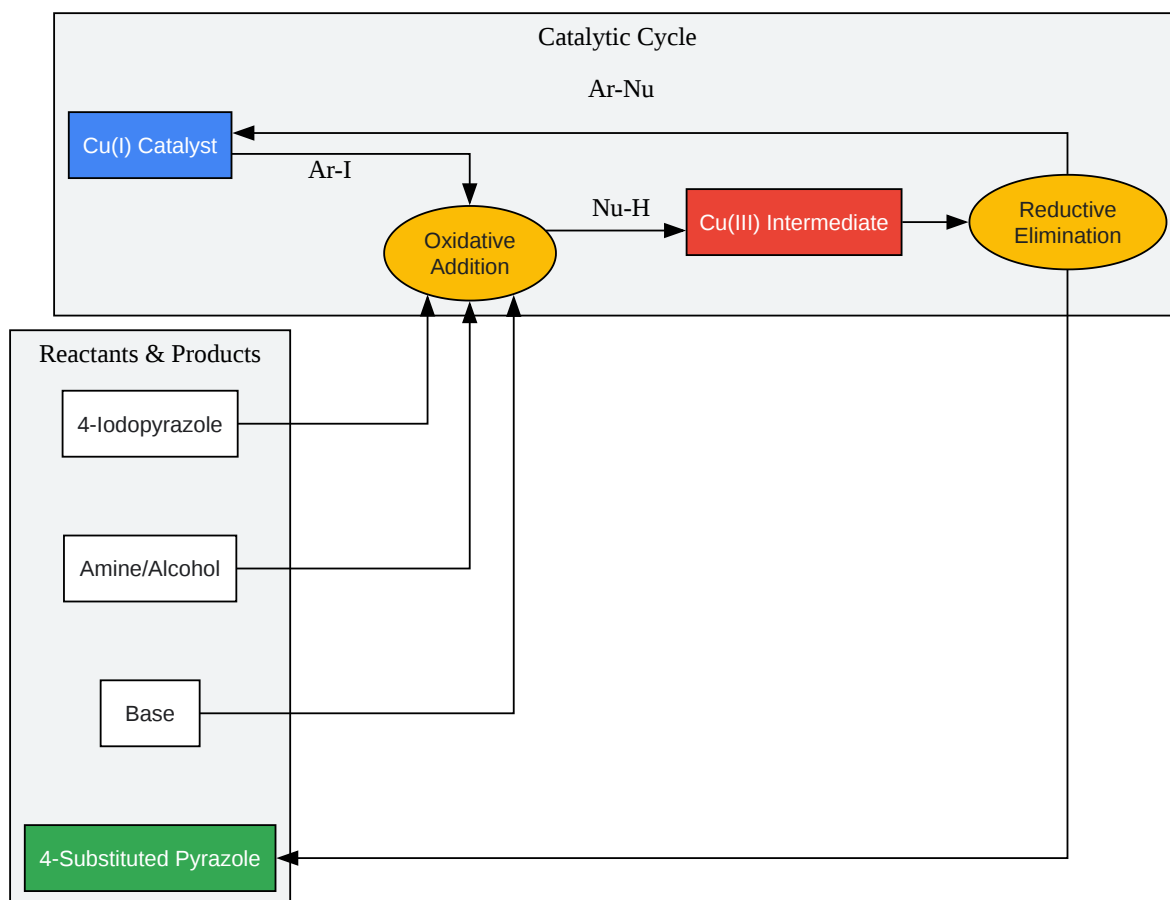 Catalytic Cycle
Ar-Nu
Cu(I) Catalyst
Ar-I
Nu-H
Cu(III) Intermediate
Reductive
Elimination
Oxidative
Addition
Reactants & Products
4-Iodopyrazole
Amine/Alcohol
Base
4-Substituted Pyrazole